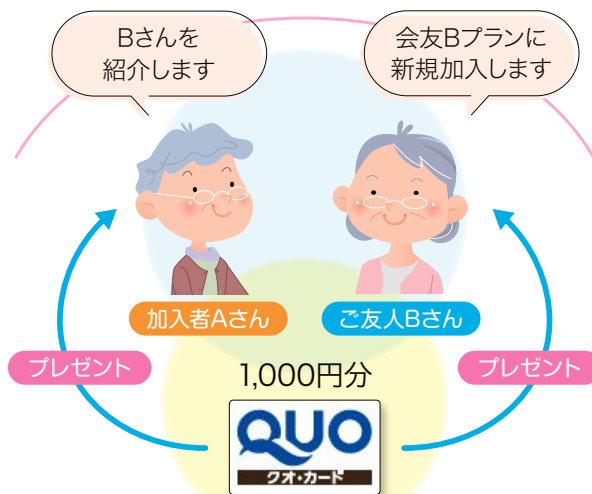 Bさんを
紹介します
会友Bプランに
新規加入します
加入者Aさん
ご友人Bさん
プレゼント
プレゼント
1,000円分
QUO
クオ・カード